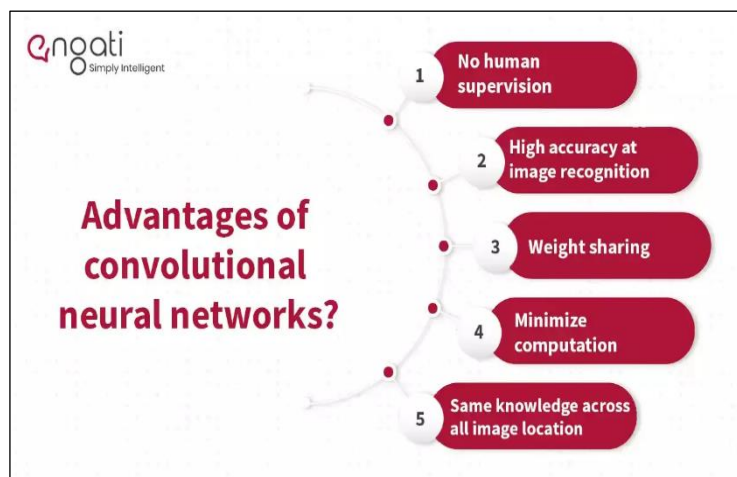 engati
Simply Intelligent
Advantages of
convolutional
neural networks?
1
No human
supervision
2
High accuracy at
image recognition
3
Weight sharing
4
Minimize
computation
5
Same knowledge across
all image location